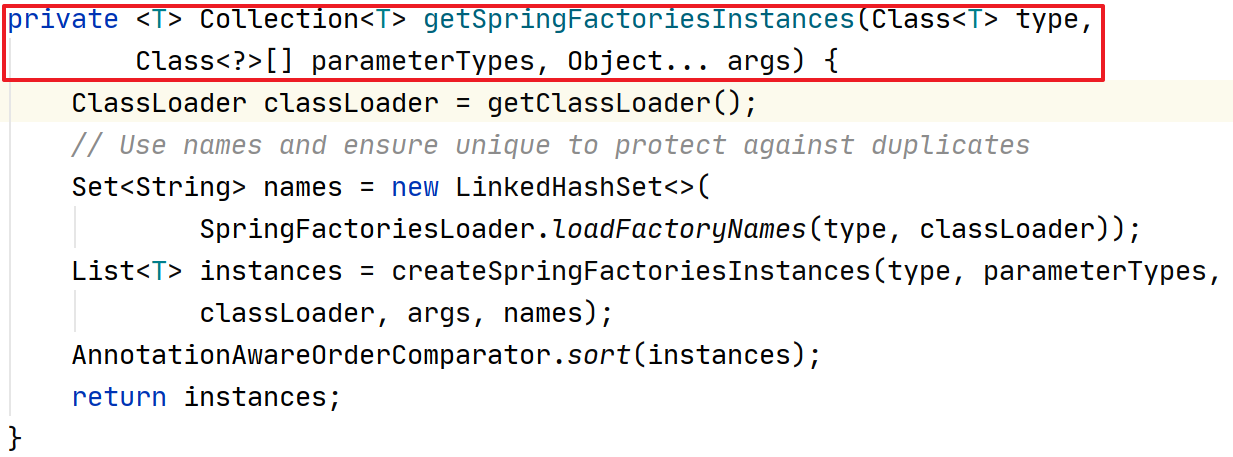 private <T> Collection<T> getSpringFactoriesInstances(Class<T> type,
Class<?>[] parameterTypes, Object... args) {
ClassLoader classLoader = getClassLoader();
// Use names and ensure unique to protect against duplicates
Set<String> names = new LinkedHashSet<>(
SpringFactoriesLoader.loadFactoryNames(type, classLoader));
List<T> instances = createSpringFactoriesInstances(type, parameterTypes,
classLoader, args, names);
AnnotationAwareOrderComparator.sort(instances);
return instances;
}